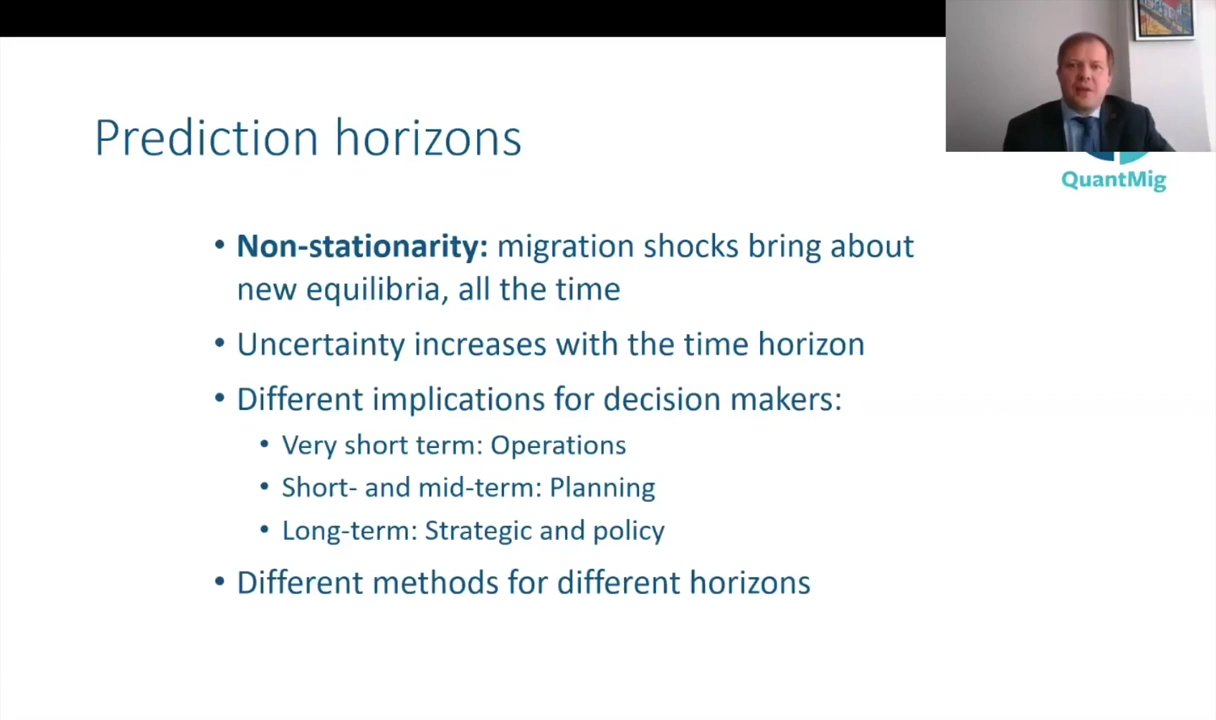 Prediction horizons
QuantMig
• Non-stationarity: migration shocks bring about
new equilibria, all the time
• Uncertainty increases with the time horizon
• Different implications for decision makers:
• Very short term: Operations
• Short- and mid-term: Planning
• Long-term: Strategic and policy
• Different methods for different horizons